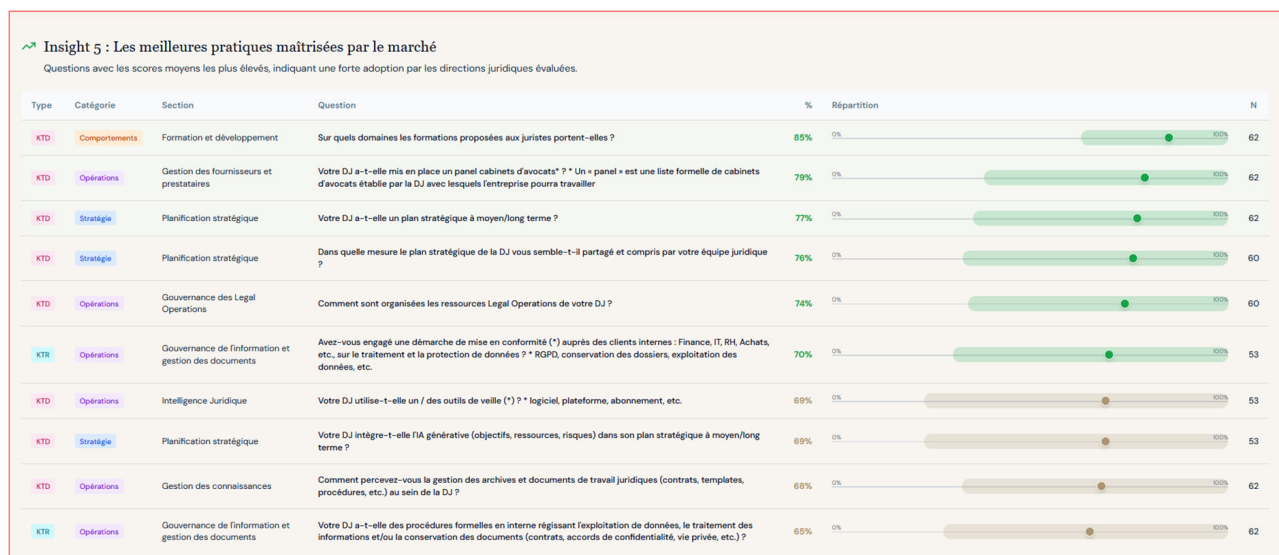 Insight 5 : Les meilleures pratiques maîtrisées par le marché
Questions avec les scores moyens les plus élevés, indiquant une forte adoption par les directions juridiques évaluées.
Type Catégorie Section Question % Répartition N
KTD Comportements Formation et développement Sur quels domaines les formations proposées aux juristes portent-elles ? 85% 0% 100% 62
KTD Opérations Gestion des fournisseurs et
prestataires
Votre DJ a-t-elle mis en place un panel cabinets d'avocats* ? * Un « panel » est une liste formelle de cabinets
d'avocats établie par la DJ avec lesquels l'entreprise pourra travailler
79% 0% 100% 62
KTD Stratégie Planification stratégique Votre DJ a-t-elle un plan stratégique à moyen/long terme ? 77% 0% 100% 62
KTD Stratégie Planification stratégique
Dans quelle mesure le plan stratégique de la DJ vous semble-t-il partagé et compris par votre équipe juridique
?
76% 0% 100% 60
KTD Opérations Gouvernance des Legal
Operations
Comment sont organisées les ressources Legal Operations de votre DJ ? 74% 0% 100% 60
KTR Opérations Gouvernance de l'information et
gestion des documents
Avez-vous engagé une démarche de mise en conformité (*) auprès des clients internes : Finance, IT, RH, Achats,
etc., sur le traitement et la protection de données ? * RGPD, conservation des dossiers, exploitation des
données, etc.
70% 0% 100% 53
KTD Opérations Intelligence Juridique Votre DJ utilise-t-elle un / des outils de veille (*) ? * logiciel, plateforme, abonnement, etc. 69% 0% 100% 53
KTD Stratégie Planification stratégique
Votre DJ intègre-t-elle l'IA générative (objectifs, ressources, risques) dans son plan stratégique à moyen/long
terme ?
69% 0% 100% 53
KTD Opérations Gestion des connaissances
Comment percevez-vous la gestion des archives et documents de travail juridiques (contrats, templates,
procédures, etc.) au sein de la DJ ?
68% 0% 100% 62
KTR Opérations Gouvernance de l'information et
gestion des documents
Votre DJ a-t-elle des procédures formelles en interne régissant l'exploitation de données, le traitement des
informations et/ou la conservation des documents (contrats, accords de confidentialité, vie privée, etc.) ?
65% 0% 100% 62